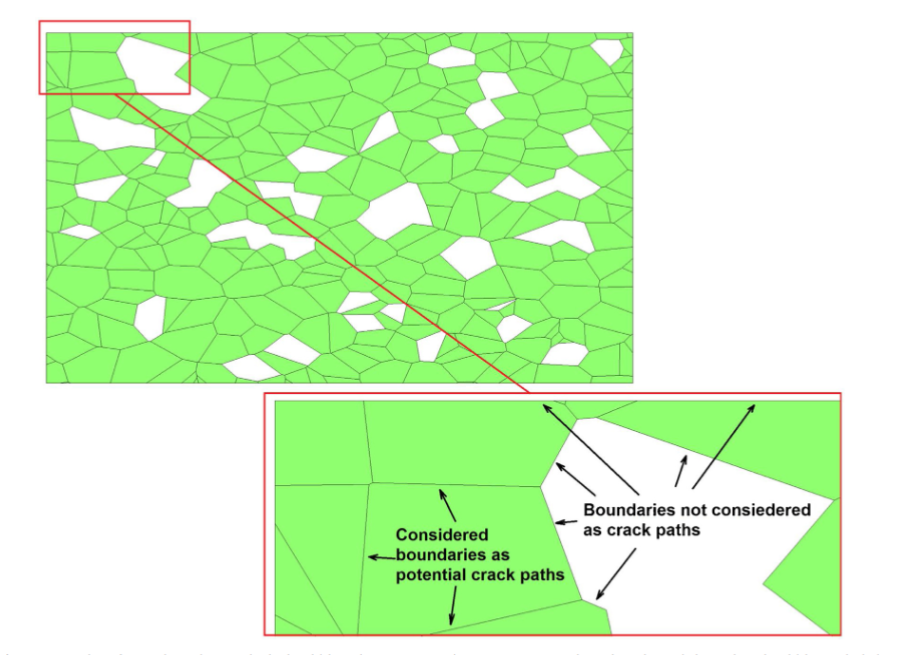 Boundaries not consiedered
as crack paths
Considered
boundaries as
potential crack paths